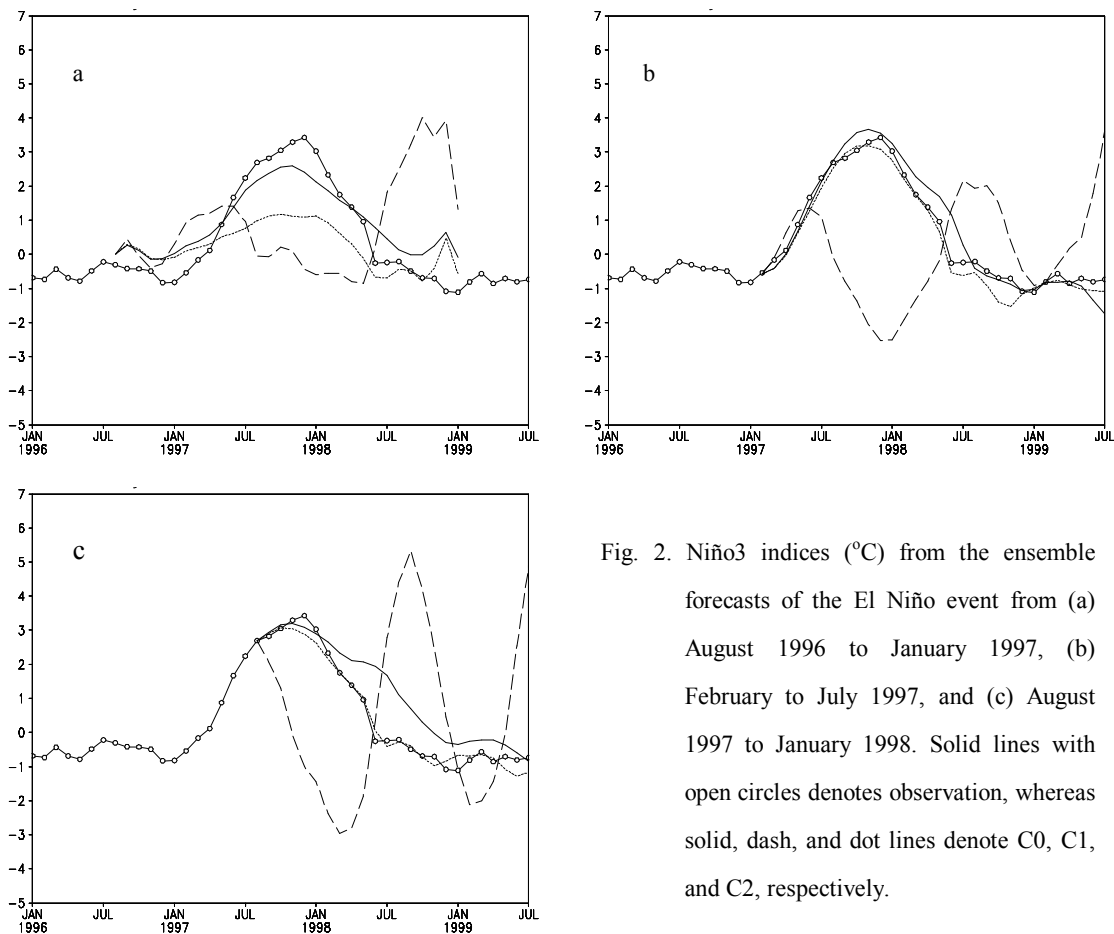 7
6
5
4
3
2
1
0
−1
−2
−3
−4
−5
a
JAN JUL JAN JUL JAN JUL JAN JUL
1996 1997 1998 1999
7
6
5
4
3
2
1
0
−1
−2
−3
−4
−5
b
JAN JUL JAN JUL JAN JUL JAN JUL
1996 1997 1998 1999
7
6
5
4
3
2
1
0
−1
−2
−3
−4
−5
c
JAN JUL JAN JUL JAN JUL JAN JUL
1996 1997 1998 1999
Fig. 2. Niño3 indices (°C) from the ensemble
forecasts of the El Niño event from (a)
August 1996 to January 1997, (b)
February to July 1997, and (c) August
1997 to January 1998. Solid lines with
open circles denotes observation, whereas
solid, dash, and dot lines denote C0, C1,
and C2, respectively.